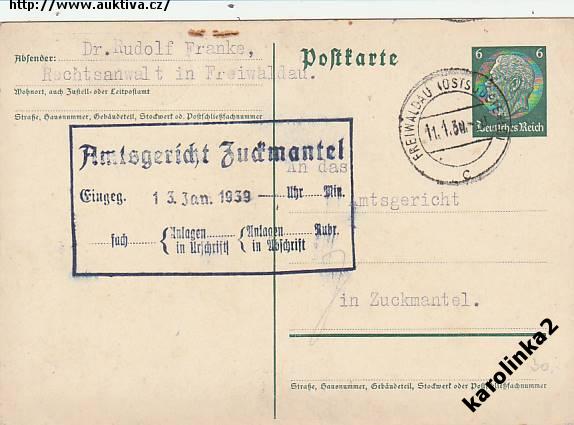 http://www.auktiva.cz/
Dr. Rudolf Franke,
Absender:
Rechtsanwalt in Freiwaldau.
Wohnort, auch Zustell- oder Leitpostamt
Straße, Hausnummer, Gebäudeteil, Stockwerk od. Postschließfachnummer
Postkarte
6 6
Deutsches Reich
FREIWALDAU (OSTSUDETENL)
11.1.39.
c
Amtsgericht Zuckmantel
Eingeg. 13. Jan. 1939 Uhr Min.
fach Anlagen in Urschrift Anlagen in Abschrift Rubr.
An das
Amtsgericht
in Zuckmantel.
30,
Straße, Hausnummer, Gebäudeteil, Stockwerk oder Postschließfachnummer
karolinka2